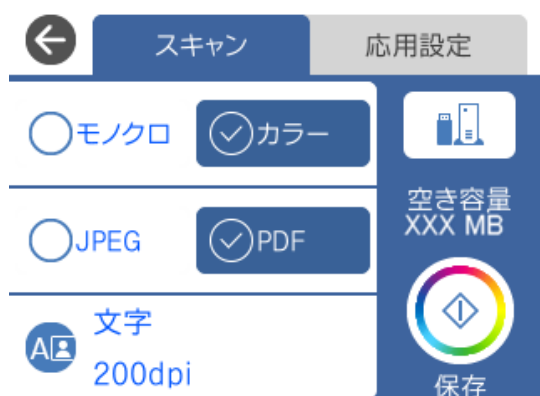 スキャン
応用設定
モノクロ
カラー
空き容量
XXX MB
JPEG
PDF
A
文字
200dpi
保存